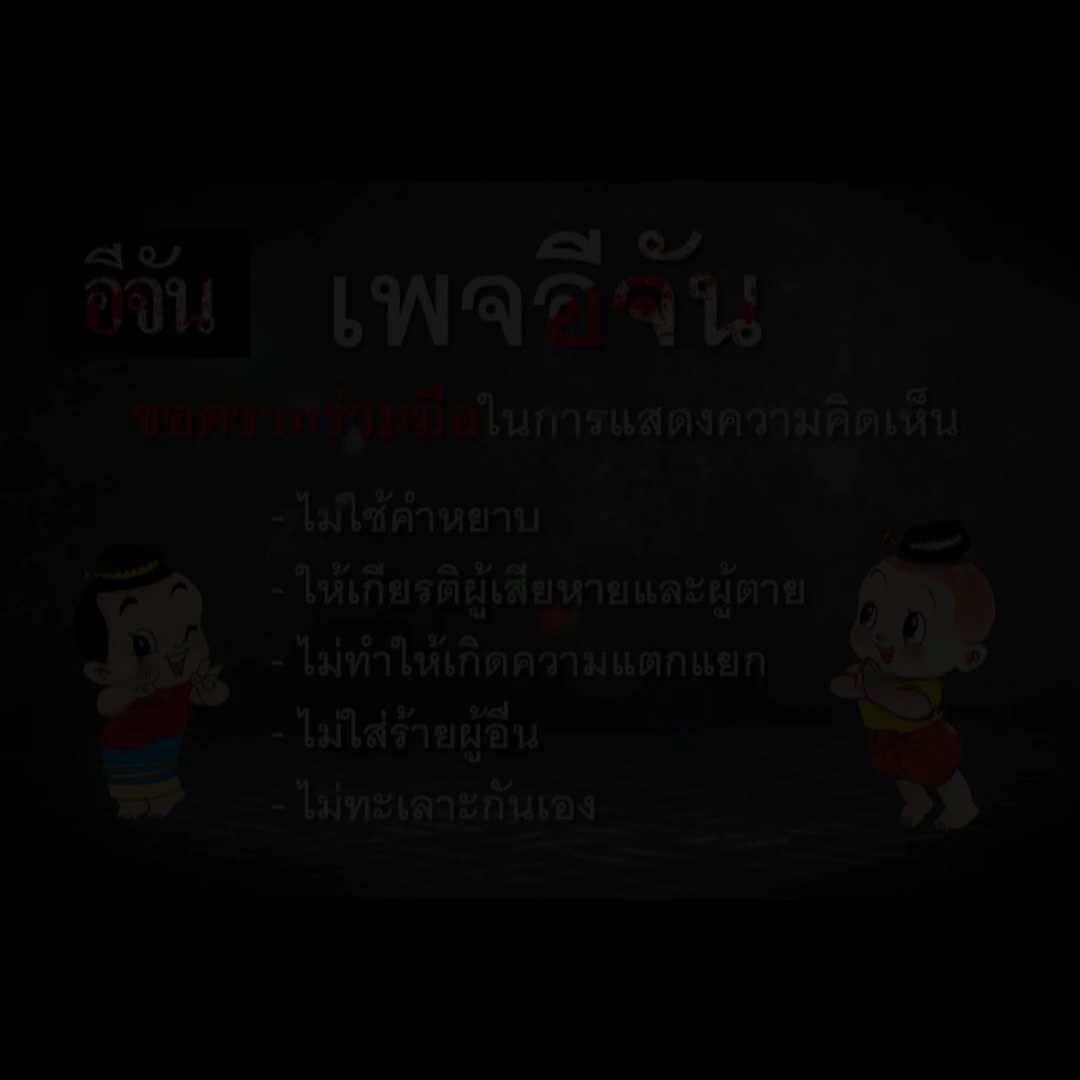 อีจัน
เพจอีจัน
ขอความร่วมมือในการแสดงความคิดเห็น
- ไม่ใช้คำหยาบ
- ให้เกียรติผู้เสียหายและผู้ตาย
- ไม่ทำให้เกิดความแตกแยก
- ไม่ใส่ร้ายผู้อื่น
- ไม่ทะเลาะกันเอง